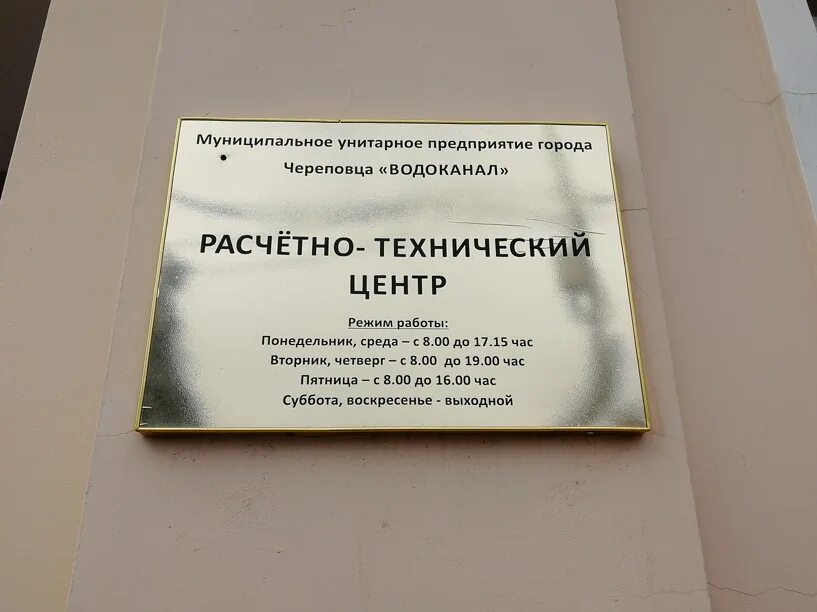 Муниципальное унитарное предприятие города
Череповца «ВОДОКАНАЛ»
РАСЧЁТНО- ТЕХНИЧЕСКИЙ
ЦЕНТР
Режим работы:
Понедельник, среда – с 8.00 до 17.15 час
Вторник, четверг – с 8.00 до 19.00 час
Пятница – с 8.00 до 16.00 час
Суббота, воскресенье - выходной